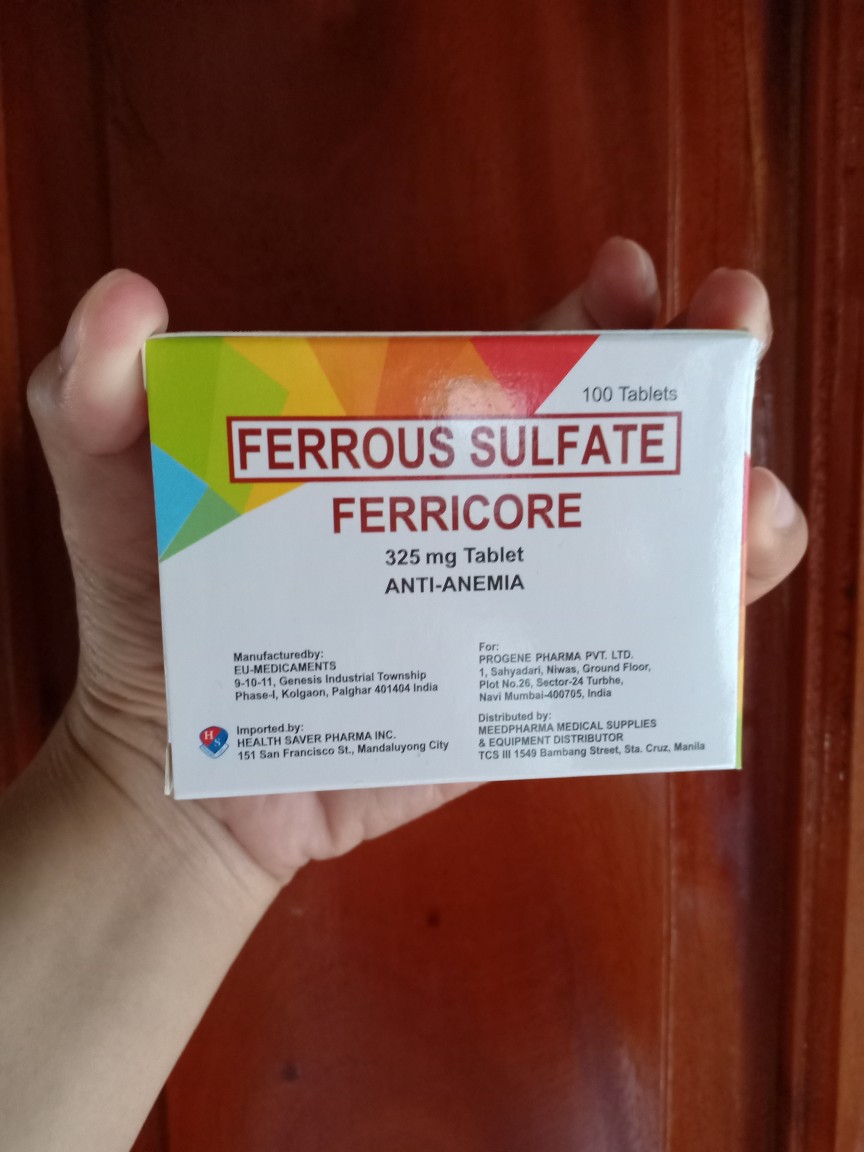 100 Tablets
FERROUS SULFATE
FERRICORE
325 mg Tablet
ANTI-ANEMIA
Manufacturedby:
EU-MEDICAMENTS
9-10-11, Genesis Industrial Township
Phase-I, Kolgaon, Palghar 401404 India
For:
PROGENE PHARMA PVT. LTD.
1, Sahyadari, Niwas, Ground Floor,
Plot No.26, Sector-24 Turbhe,
Navi Mumbai-400705, India
HS
Imported by:
HEALTH SAVER PHARMA INC.
151 San Francisco St., Mandaluyong City
Distributed by:
MEEDPHARMA MEDICAL SUPPLIES
& EQUIPMENT DISTRIBUTOR
TCS III 1549 Bambang Street, Sta. Cruz, Manila